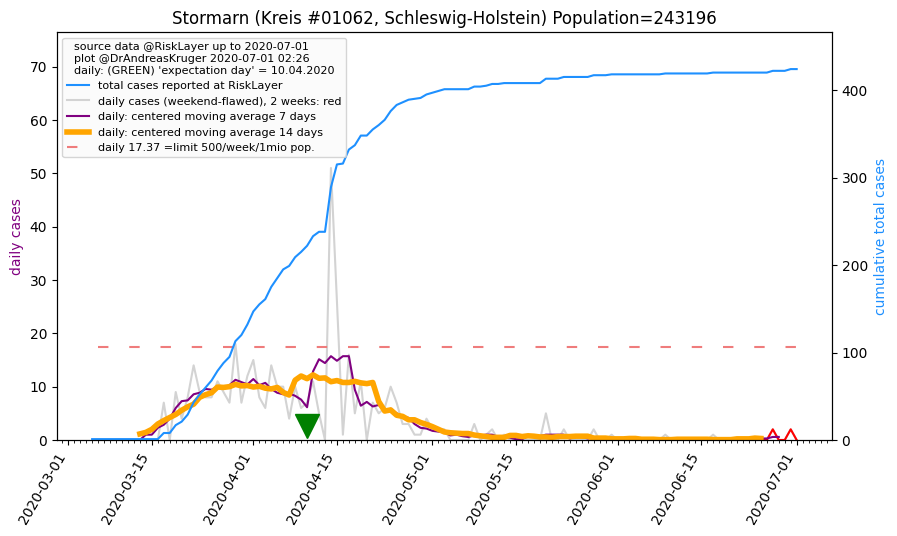 Stormarn (Kreis #01062, Schleswig-Holstein) Population=243196
source data @RiskLayer up to 2020-07-01
plot @DrAndreasKruger 2020-07-01 02:26
daily: (GREEN) 'expectation day' = 10.04.2020
total cases reported at RiskLayer
daily cases (weekend-flawed), 2 weeks: red
daily: centered moving average 7 days
daily: centered moving average 14 days
daily 17.37 =limit 500/week/1mio pop.
daily cases
70
60
50
40
30
20
10
0
cumulative total cases
400
300
200
100
0
2020-03-01
2020-03-15
2020-04-01
2020-04-15
2020-05-01
2020-05-15
2020-06-01
2020-06-15
2020-07-01